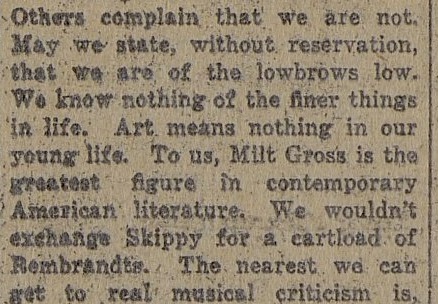 Others complain that we are not.
May we state, without reservation,
that we are of the lowbrows low.
We know nothing of the finer things
in life. Art means nothing in our
young life. To us, Milt Gross is the
greatest figure in contemporary
American literature. We wouldn't
exchange Skippy for a cartload of
Rembrandts. The nearest we can
get to real musical criticism is,